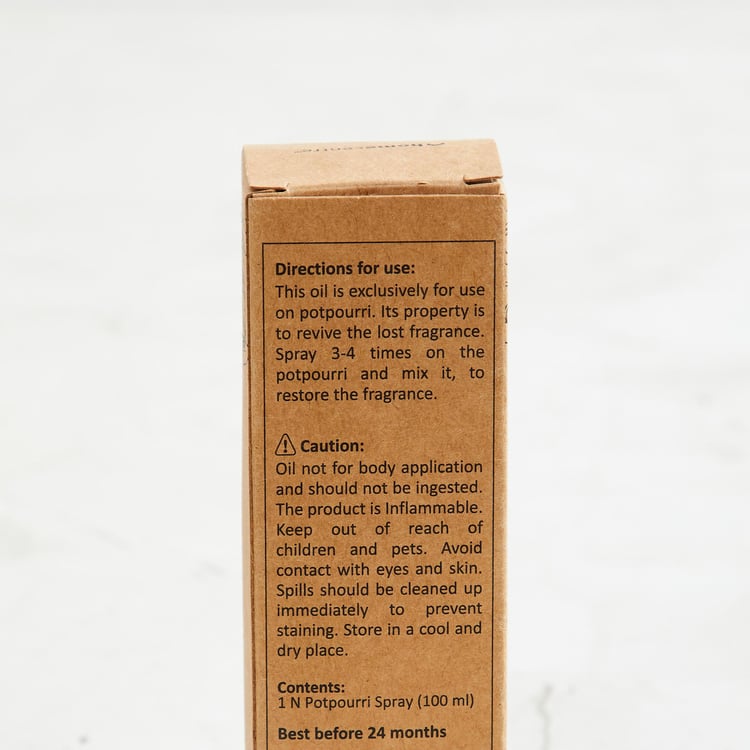 homecentre
Directions for use:
This oil is exclusively for use
on potpourri. Its property is
to revive the lost fragrance.
Spray 3-4 times on the
potpourri and mix it, to
restore the fragrance.
Caution:
Oil not for body application
and should not be ingested.
The product is Inflammable.
Keep out of reach of
children and pets. Avoid
contact with eyes and skin.
Spills should be cleaned up
immediately to prevent
staining. Store in a cool and
dry place.
Contents:
1 N Potpourri Spray (100 ml)
Best before 24 months